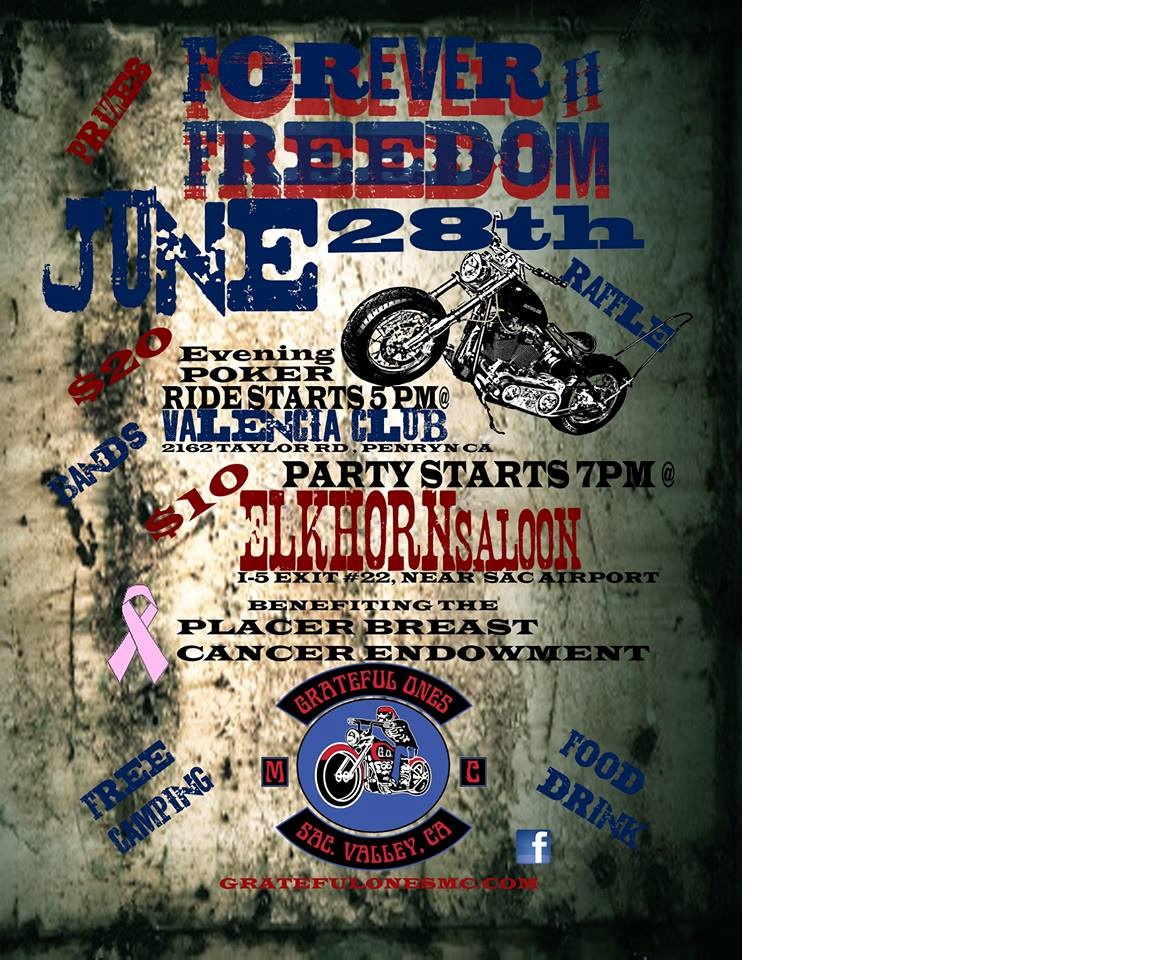 PRIZES
FOREVER II
FREEDOM
JUNE 28th
RAFFLE
$20
Evening
POKER
RIDE STARTS 5 PM@
VALENCIA CLUB
2162 TAYLOR RD, PENRYN CA
BANDS
$10
PARTY STARTS 7PM @
ELKHORN SALOON
I-5 EXIT #22, NEAR SAC AIRPORT
BENEFITING THE
PLACER BREAST
CANCER ENDOWMENT
GRATEFUL ONES
G.O.
M C
SAC. VALLEY, CA
FREE
CAMPING
FOOD
DRINK
f
GRATEFULONESMC.COM